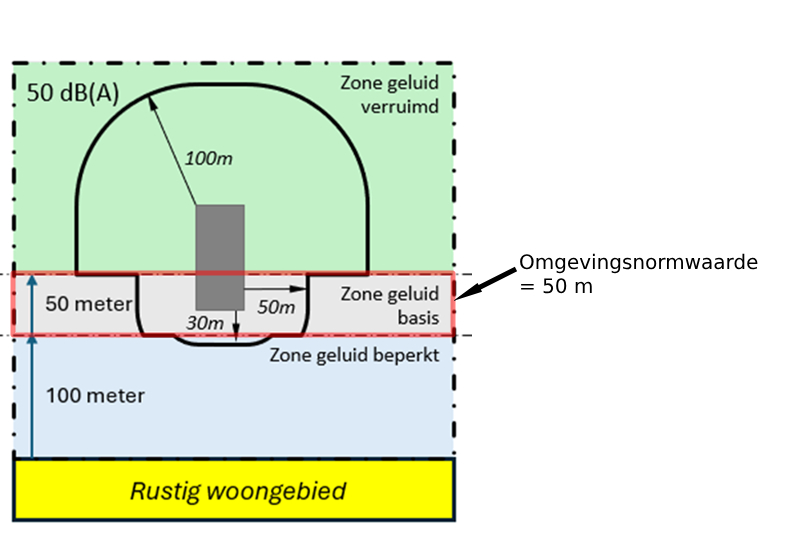 50 dB(A)
Zone geluid
verruimd
100m
Omgevingsnormwaarde
= 50 m
50 meter
50m
Zone geluid
basis
30m
Zone geluid beperkt
100 meter
Rustig woongebied